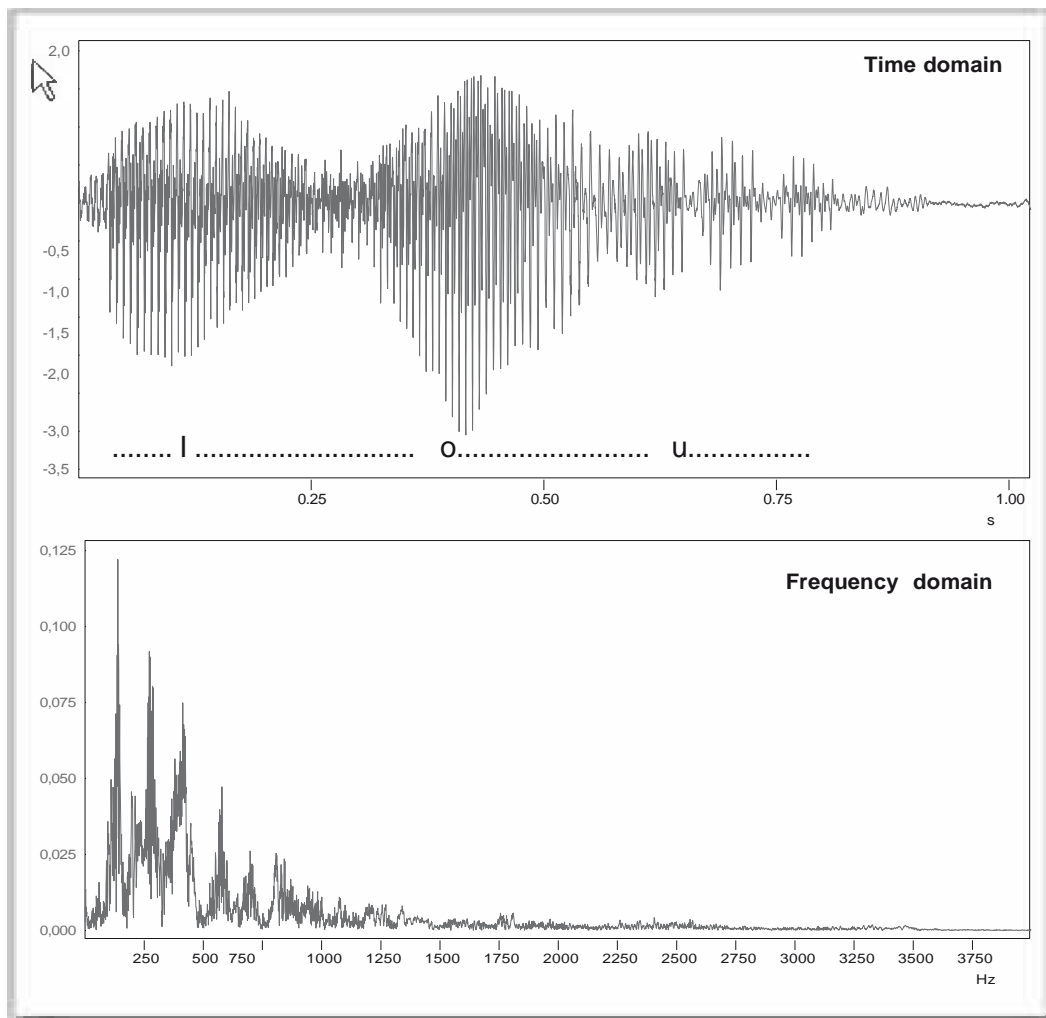 2,0
Time domain
-0,5
-1,0
-1,5
-2,0
-3,0
........ l ............................. o......................... u................
-3,5
0.25 0.50 0.75 1.00
s
0,125
Frequency domain
0,100
0,075
0,050
0,025
0,000
250 500 750 1000 1250 1500 1750 2000 2250 2500 2750 3000 3250 3500 3750
Hz